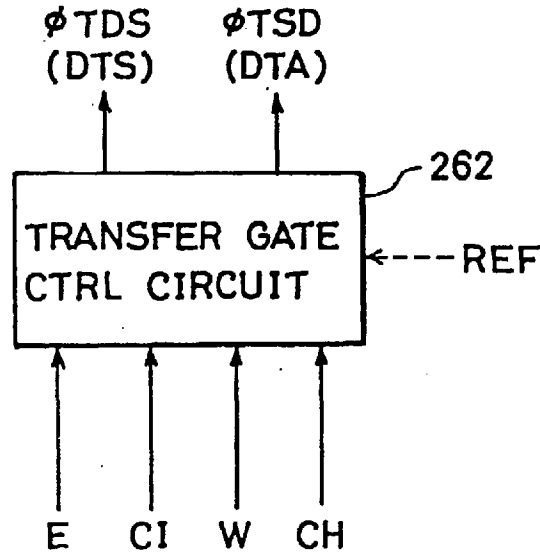 φTDS φTSD
(DTS) (DTA)
262
TRANSFER GATE
CTRL CIRCUIT
REF
E CI W CH